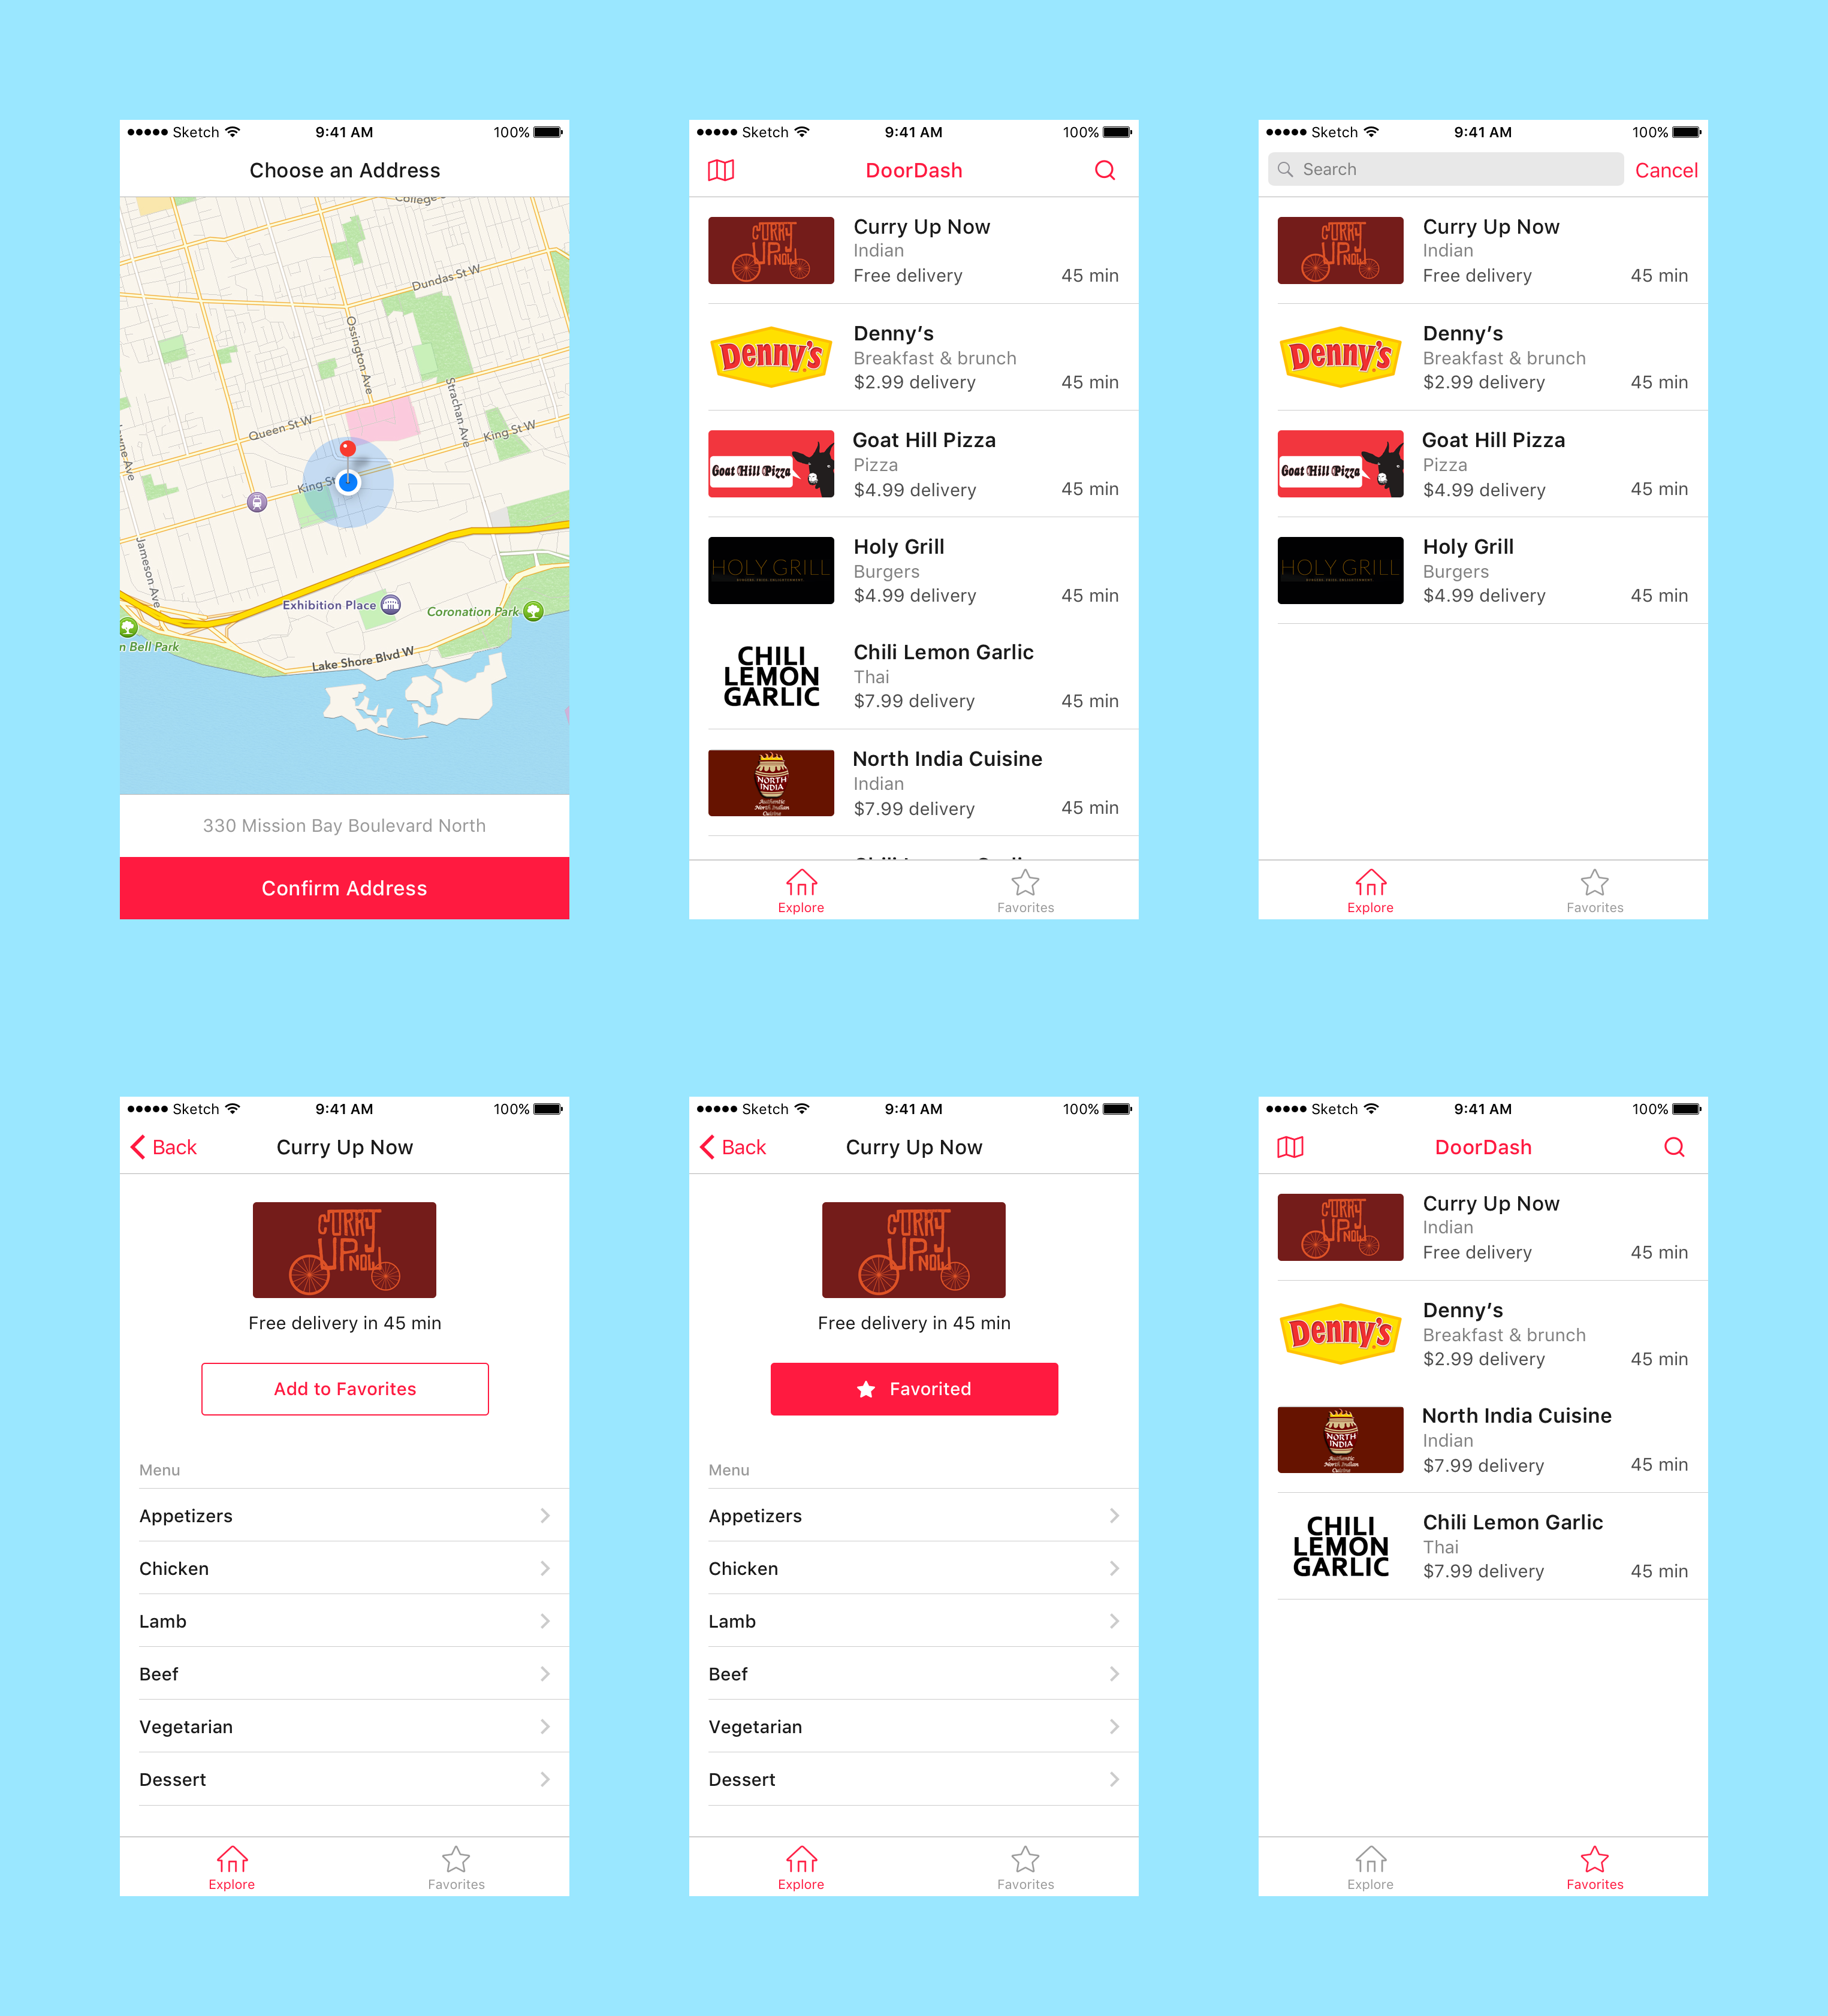 ●●●●● Sketch 9:41 AM 100%
Choose an Address
College
Dundas St W
Ossington Ave
Strachan Ave
Queen St W
King St W
King St
Jameson Ave
Exhibition Place
Coronation Park
n Bell Park
Lake Shore Blvd W
330 Mission Bay Boulevard North
Confirm Address
●●●●● Sketch 9:41 AM 100%
DoorDash
CURRY
UP NOW
Curry Up Now
Indian
Free delivery 45 min
Denny's
Denny’s
Breakfast & brunch
$2.99 delivery 45 min
Goat Hill Pizza
Goat Hill Pizza
Pizza
$4.99 delivery 45 min
HOLY GRILL
Holy Grill
Burgers
$4.99 delivery 45 min
CHILI
LEMON
GARLIC
Chili Lemon Garlic
Thai
$7.99 delivery 45 min
NORTH
INDIA
Authentic
North Indian
Cuisine
North India Cuisine
Indian
$7.99 delivery 45 min
Explore Favorites
●●●●● Sketch 9:41 AM 100%
Search Cancel
CURRY
UP NOW
Curry Up Now
Indian
Free delivery 45 min
Denny's
Denny’s
Breakfast & brunch
$2.99 delivery 45 min
Goat Hill Pizza
Goat Hill Pizza
Pizza
$4.99 delivery 45 min
HOLY GRILL
Holy Grill
Burgers
$4.99 delivery 45 min
Explore Favorites
●●●●● Sketch 9:41 AM 100%
Back Curry Up Now
CURRY
UP NOW
Free delivery in 45 min
Add to Favorites
Menu
Appetizers
Chicken
Lamb
Beef
Vegetarian
Dessert
Explore Favorites
●●●●● Sketch 9:41 AM 100%
Back Curry Up Now
CURRY
UP NOW
Free delivery in 45 min
Favorited
Menu
Appetizers
Chicken
Lamb
Beef
Vegetarian
Dessert
Explore Favorites
●●●●● Sketch 9:41 AM 100%
DoorDash
CURRY
UP NOW
Curry Up Now
Indian
Free delivery 45 min
Denny's
Denny’s
Breakfast & brunch
$2.99 delivery 45 min
NORTH
INDIA
Authentic
North Indian
Cuisine
North India Cuisine
Indian
$7.99 delivery 45 min
CHILI
LEMON
GARLIC
Chili Lemon Garlic
Thai
$7.99 delivery 45 min
Explore Favorites